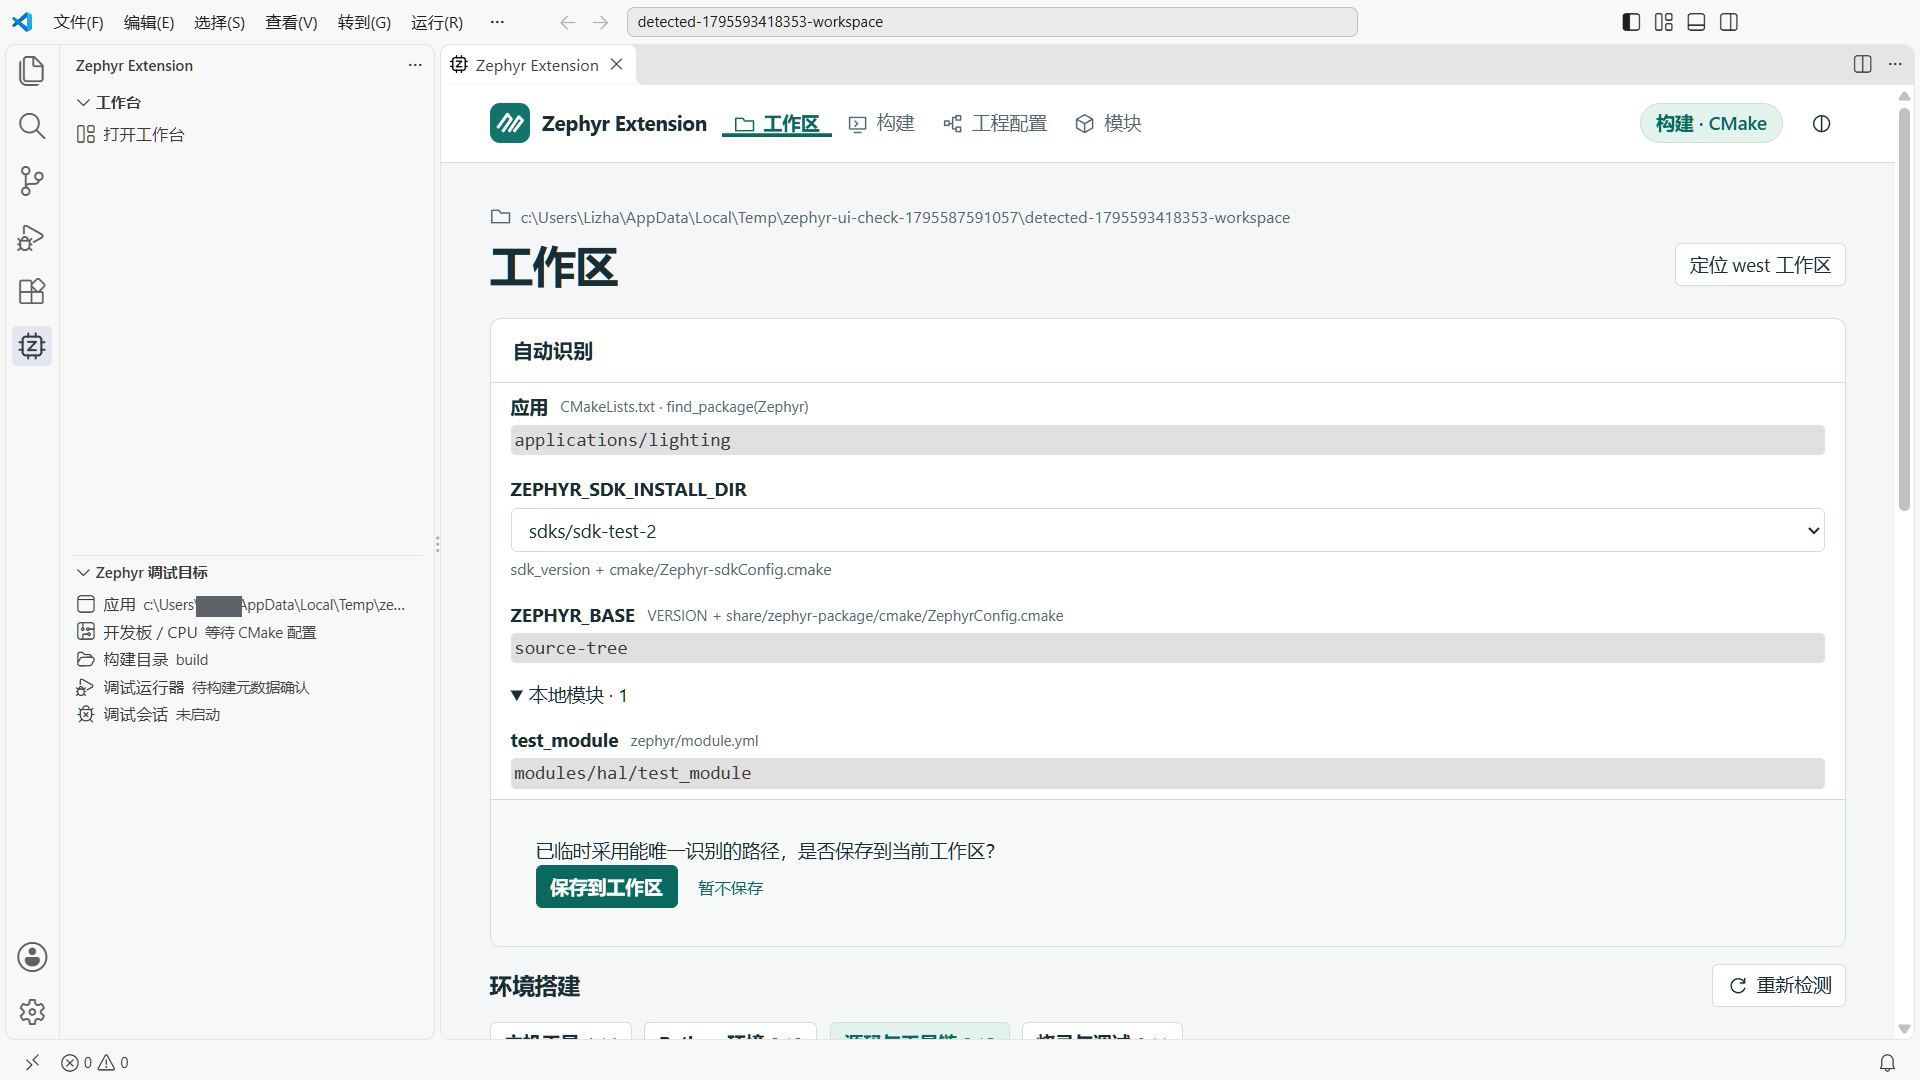 文件(F) 编辑(E) 选择(S) 查看(V) 转到(G) 运行(R) ···
detected-1795593418353-workspace
Zephyr Extension
工作台
打开工作台
Zephyr 调试目标
应用 c:\Users\ AppData\Local\Temp\ze...
开发板 / CPU 等待 CMake 配置
构建目录 build
调试运行器 待构建元数据确认
调试会话 未启动
Zephyr Extension
Zephyr Extension 工作区 构建 工程配置 模块 构建 · CMake
c:\Users\Lizha\AppData\Local\Temp\zephyr-ui-check-1795587591057\detected-1795593418353-workspace
工作区
定位 west 工作区
自动识别
应用 CMakeLists.txt · find_package(Zephyr)
applications/lighting
ZEPHYR_SDK_INSTALL_DIR
sdks/sdk-test-2
sdk_version + cmake/Zephyr-sdkConfig.cmake
ZEPHYR_BASE VERSION + share/zephyr-package/cmake/ZephyrConfig.cmake
source-tree
本地模块 · 1
test_module zephyr/module.yml
modules/hal/test_module
已临时采用能唯一识别的路径，是否保存到当前工作区？
保存到工作区 暂不保存
环境搭建
重新检测
0 0